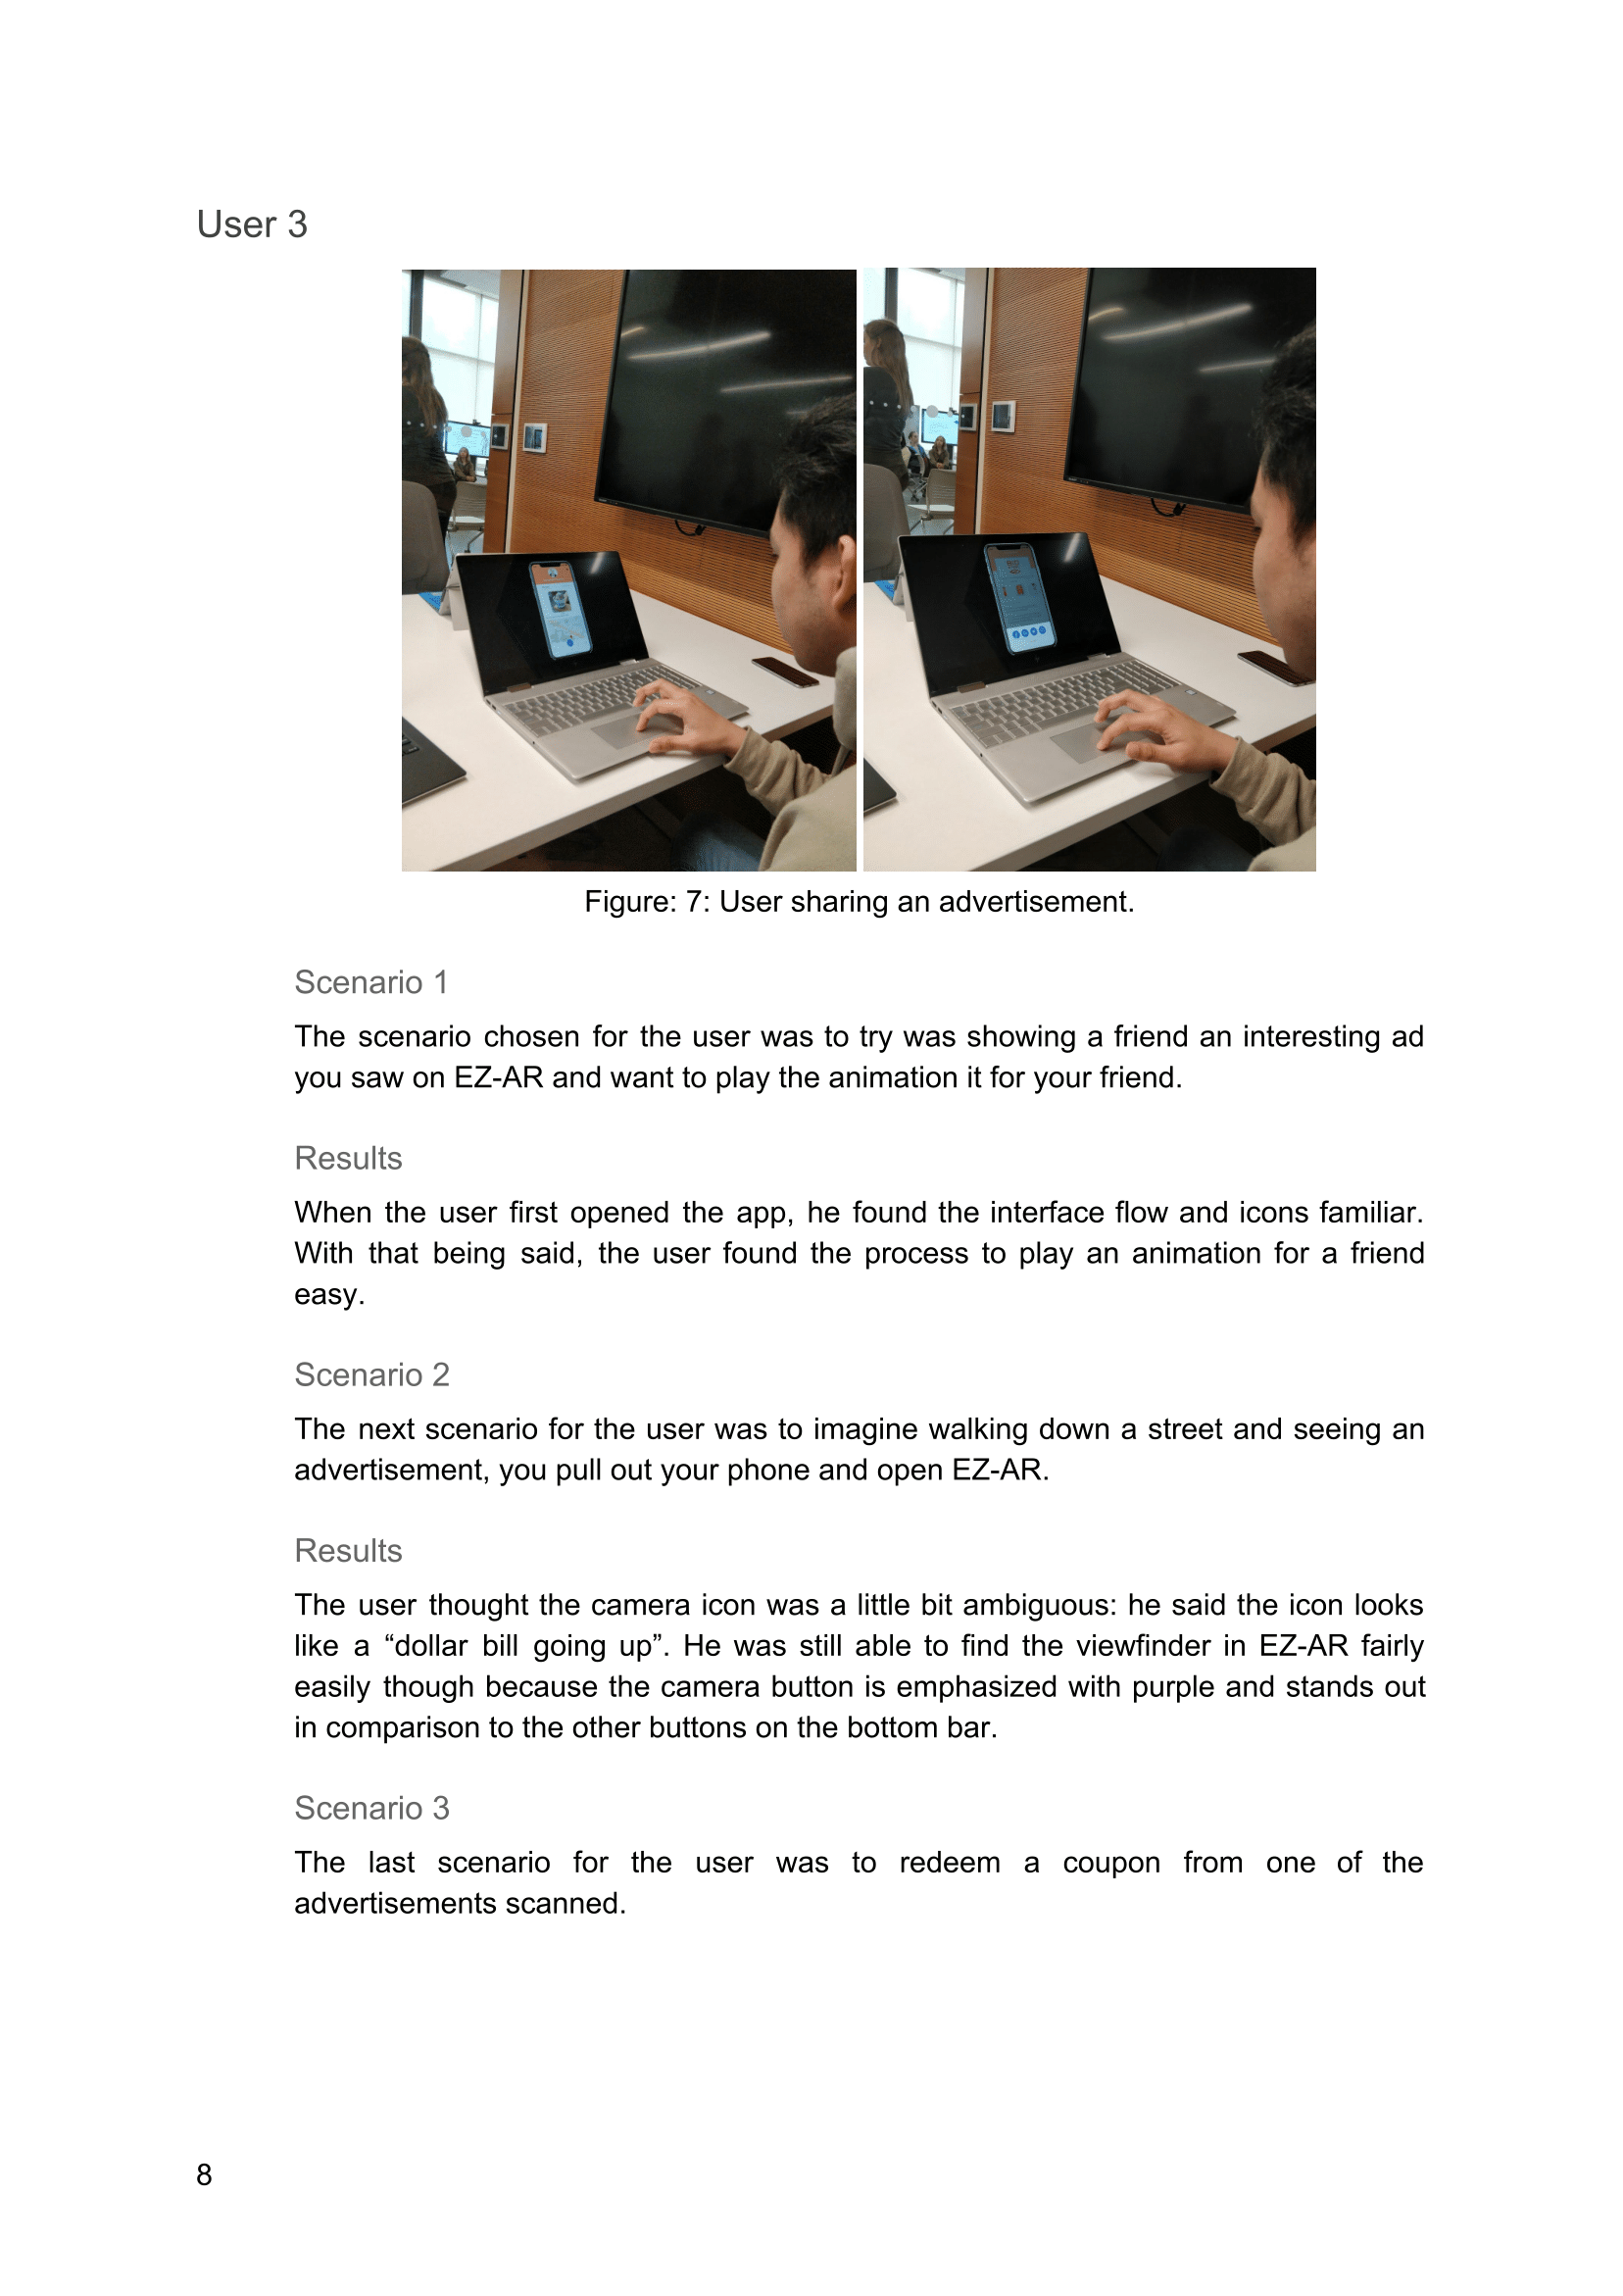 User 3
Figure: 7: User sharing an advertisement.
Scenario 1
The scenario chosen for the user was to try was showing a friend an interesting ad
you saw on EZ-AR and want to play the animation it for your friend.
Results
When the user first opened the app, he found the interface flow and icons familiar.
With that being said, the user found the process to play an animation for a friend
easy.
Scenario 2
The next scenario for the user was to imagine walking down a street and seeing an
advertisement, you pull out your phone and open EZ-AR.
Results
The user thought the camera icon was a little bit ambiguous: he said the icon looks
like a “dollar bill going up”. He was still able to find the viewfinder in EZ-AR fairly
easily though because the camera button is emphasized with purple and stands out
in comparison to the other buttons on the bottom bar.
Scenario 3
The last scenario for the user was to redeem a coupon from one of the
advertisements scanned.
8